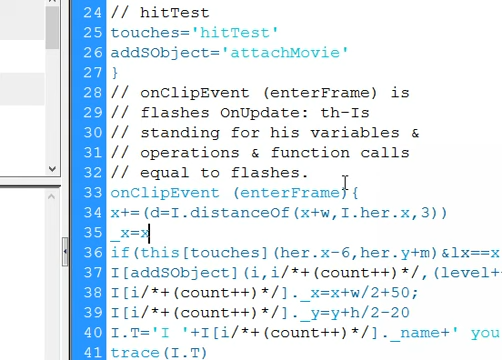 24 // hitTest
25 touches='hitTest'
26 addSObject='attachMovie'
27 }
28 // onClipEvent (enterFrame) is
29 // flashes OnUpdate: th-Is
30 // standing for his variables &
31 // operations & function calls
32 // equal to flashes.
33 onClipEvent (enterFrame){
34 x+=(d=I.distanceOf(x+w,I.her.x,3))
35 _x=x
36 if(this[touches](her.x-6,her.y+m)&lx==x
37 I[addSObject](i,i/*+(count++)*/,(level+
38 I[i/*+(count++)*/]._x=x+w/2+50;
39 I[i/*+(count++)*/]._y=y+h/2-20
40 I.T='I '+I[i/*+(count++)*/]._name+' you
41 trace(I.T)